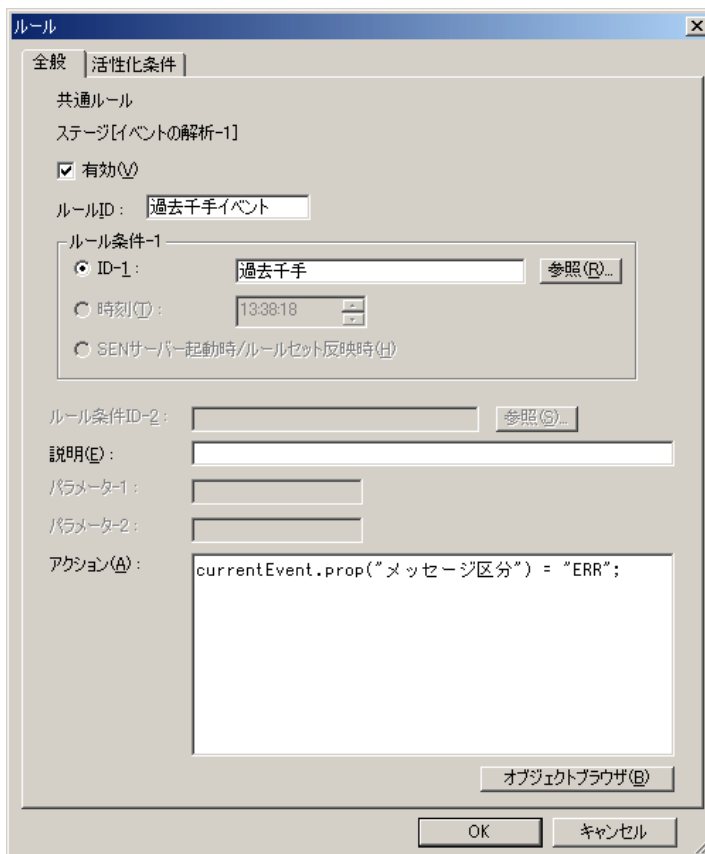 ルール
全般 活性化条件
共通ルール
ステージ[イベントの解析-1]
有効(V)
ルールID： 過去千手イベント
ルール条件-1
ID-1： 過去千手 参照(R)...
時刻(T)： 13:38:18
SENサーバー起動時/ルールセット反映時(H)
ルール条件ID-2： 参照(S)...
説明(E)：
パラメーター1：
パラメーター2：
アクション(A)： currentEvent.prop("メッセージ区分") = "ERR";
オブジェクトブラウザ(B)
OK キャンセル